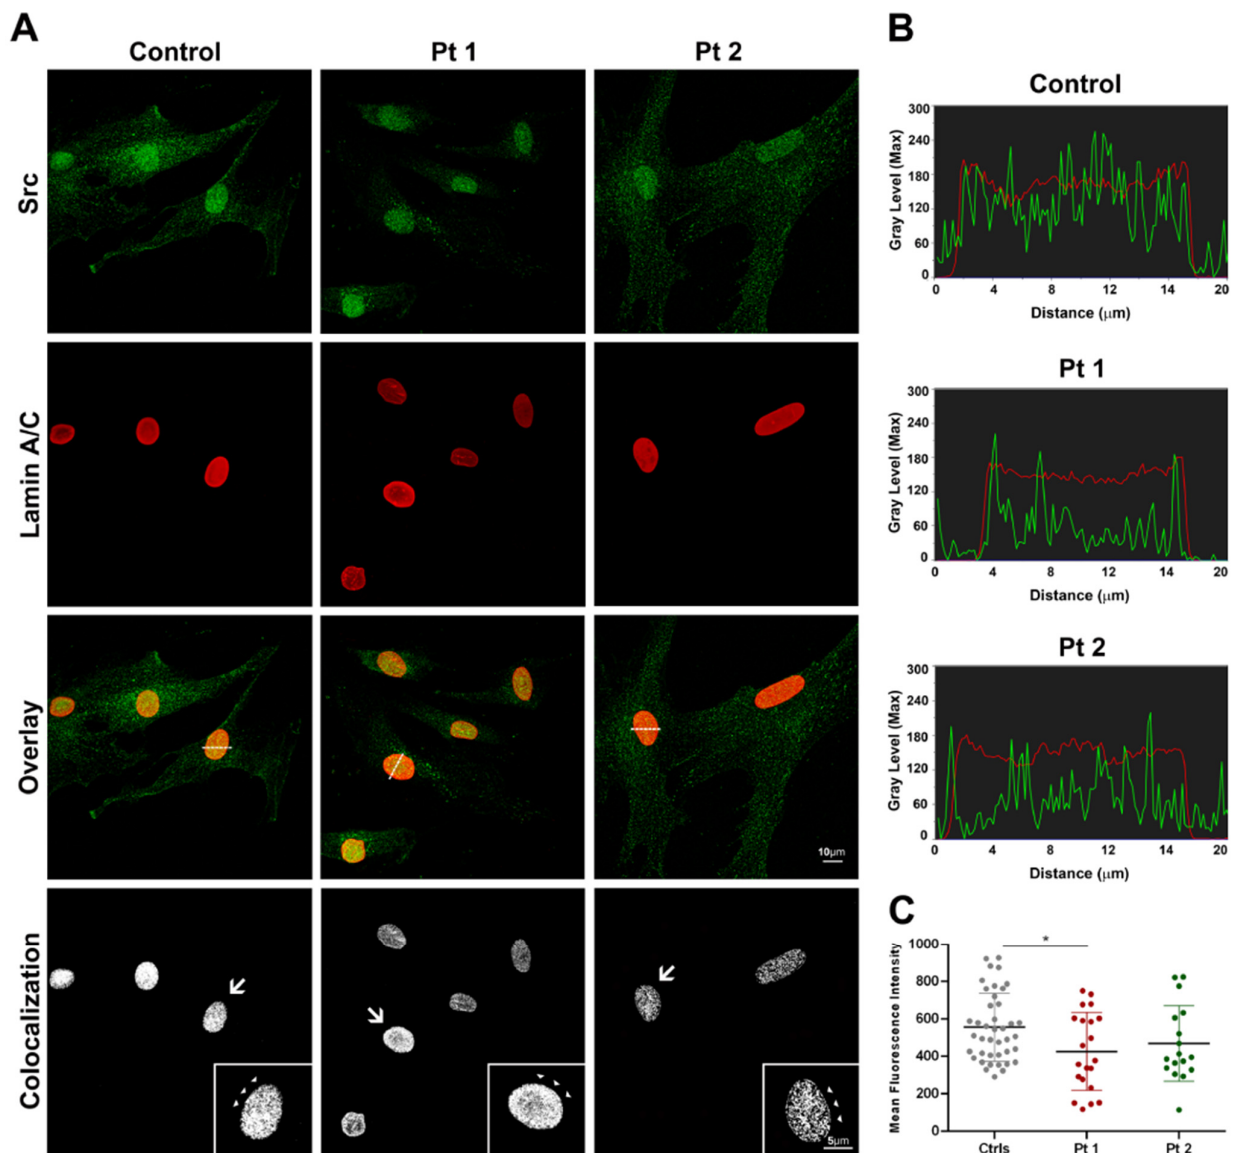 A
Control
Pt 1
Pt 2
Src
Lamin A/C
Overlay
10µm
Colocalization
5µm
B
Control
Gray Level (Max)
300
240
180
120
60
0
0 4 8 12 14 20
Distance (µm)
Pt 1
Gray Level (Max)
300
240
180
120
60
0
0 4 8 12 14 20
Distance (µm)
Pt 2
Gray Level (Max)
300
240
180
120
60
0
0 4 8 12 14 20
Distance (µm)
C
Mean Fluorescence Intensity
1000
800
600
400
200
0
*
Ctrls Pt 1 Pt 2